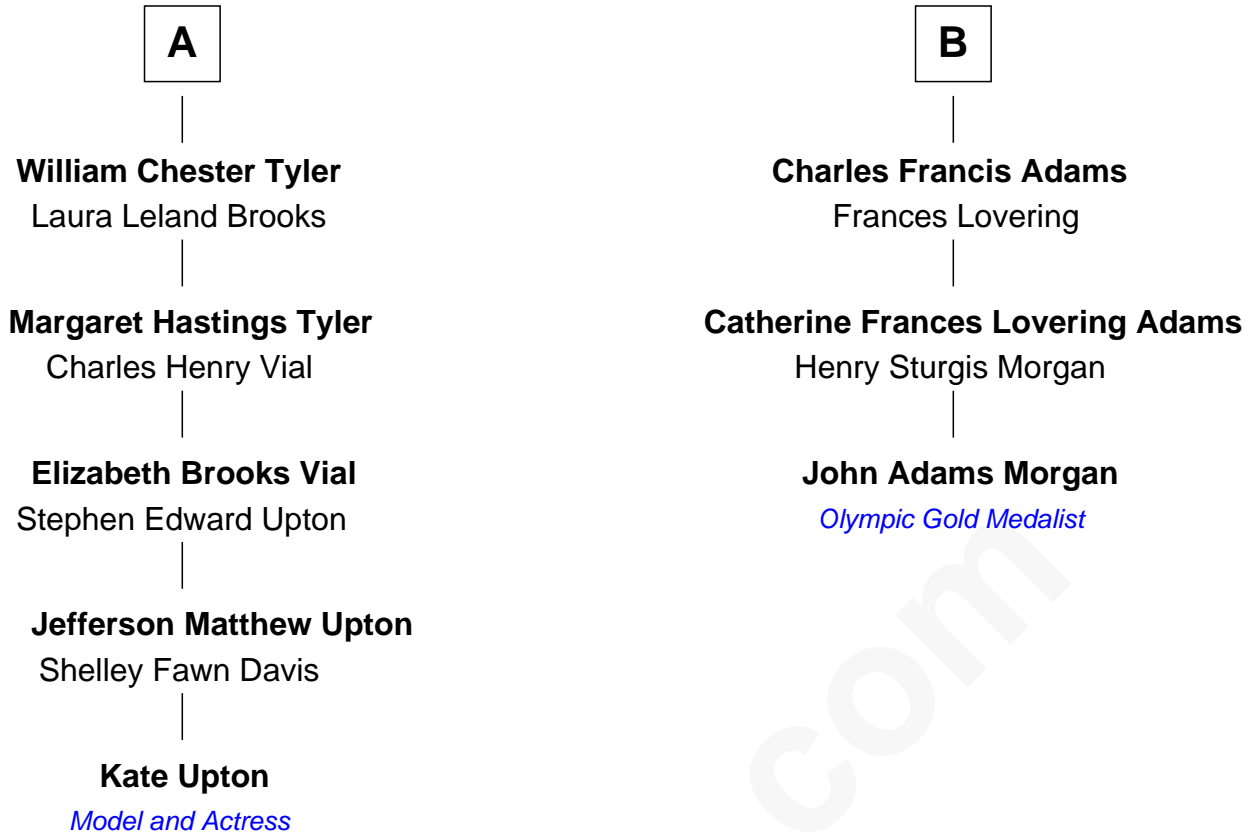 A
William Chester Tyler
Laura Leland Brooks
Margaret Hastings Tyler
Charles Henry Vial
Elizabeth Brooks Vial
Stephen Edward Upton
Jefferson Matthew Upton
Shelley Fawn Davis
Kate Upton
Model and Actress
B
Charles Francis Adams
Frances Lovering
Catherine Frances Lovering Adams
Henry Sturgis Morgan
John Adams Morgan
Olympic Gold Medalist
com